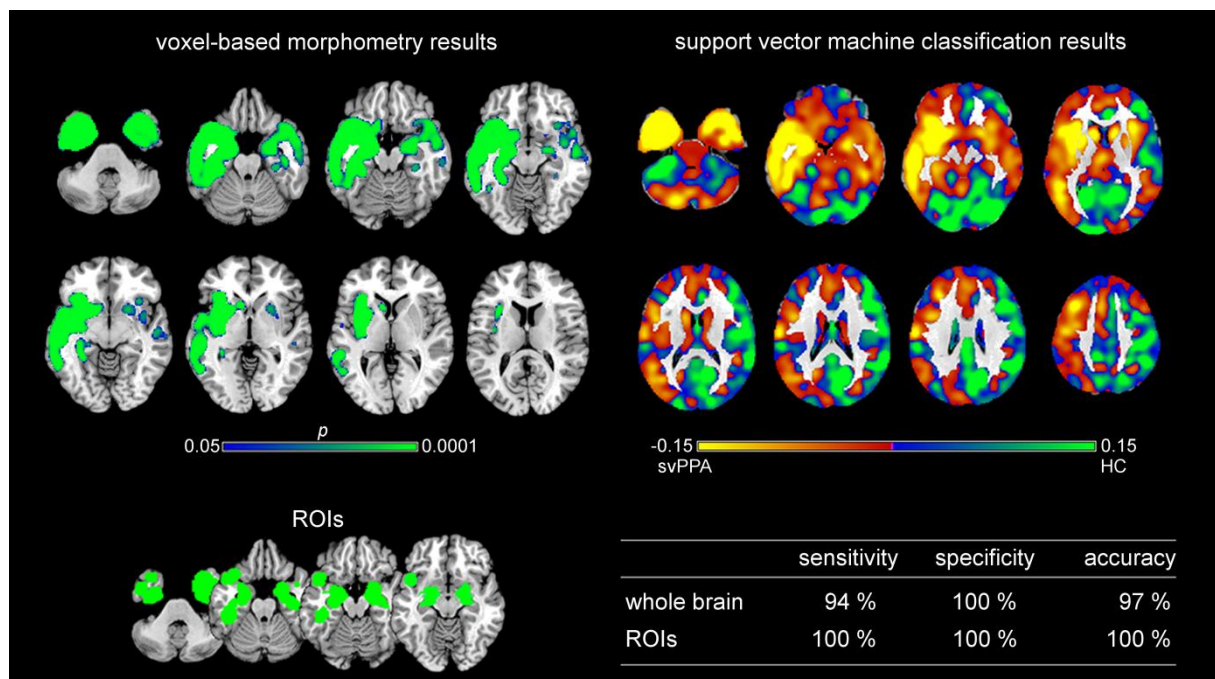 voxel-based morphometry results
support vector machine classification results
p
0.05 0.0001
-0.15 0.15
svPPA HC
ROIs
sensitivity specificity accuracy
whole brain 94 % 100 % 97 %
ROIs 100 % 100 % 100 %